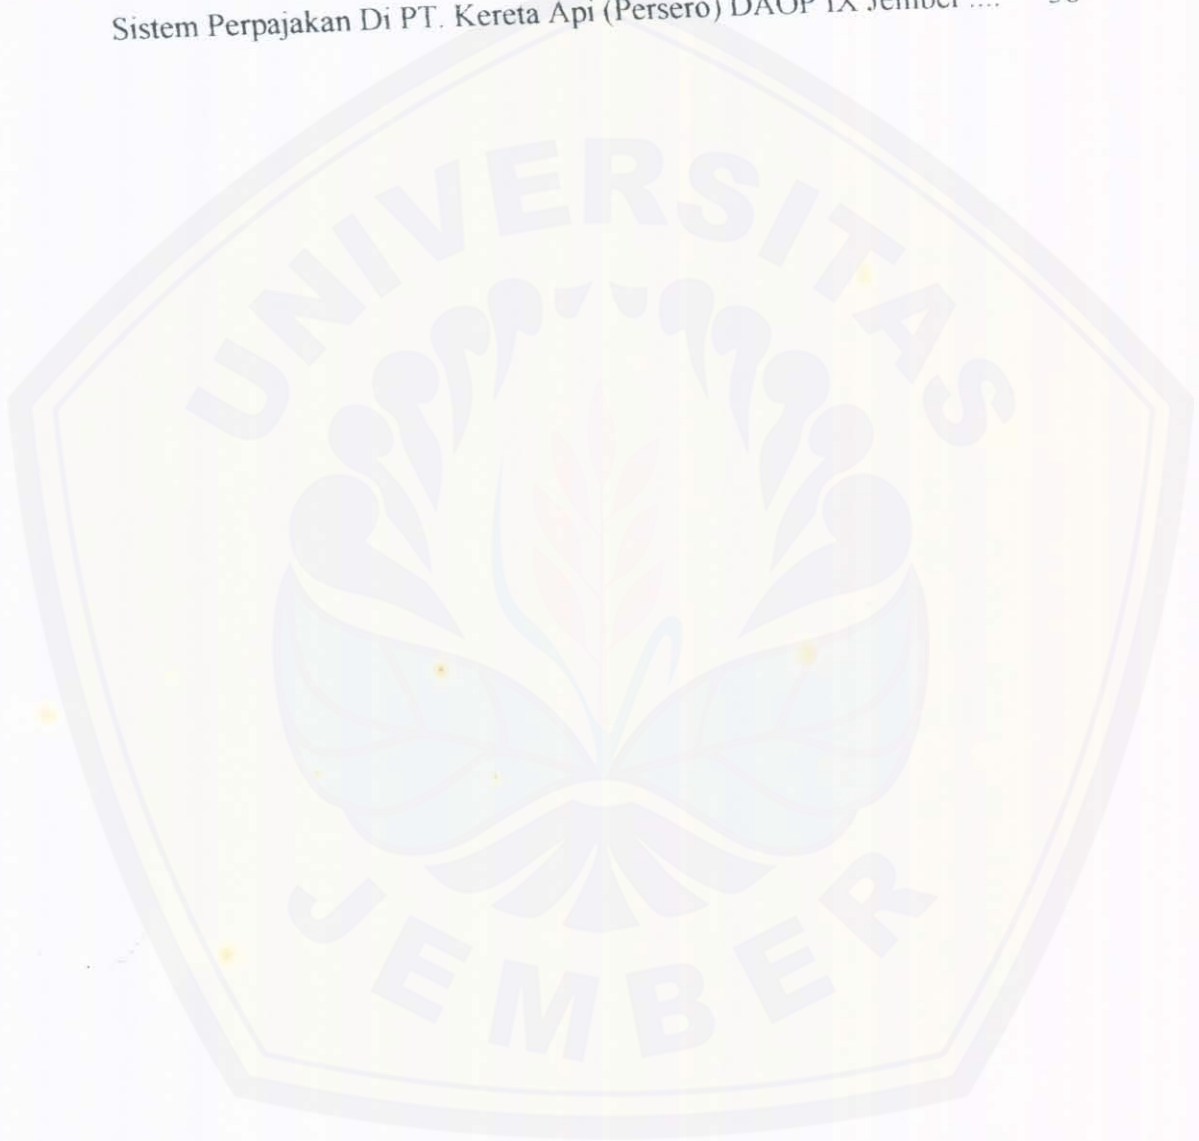 Sistem Perpajakan Di PT. Kereta Api (Persero) DAOP IX Jember ....
UNIVERSITAS
JEMBER